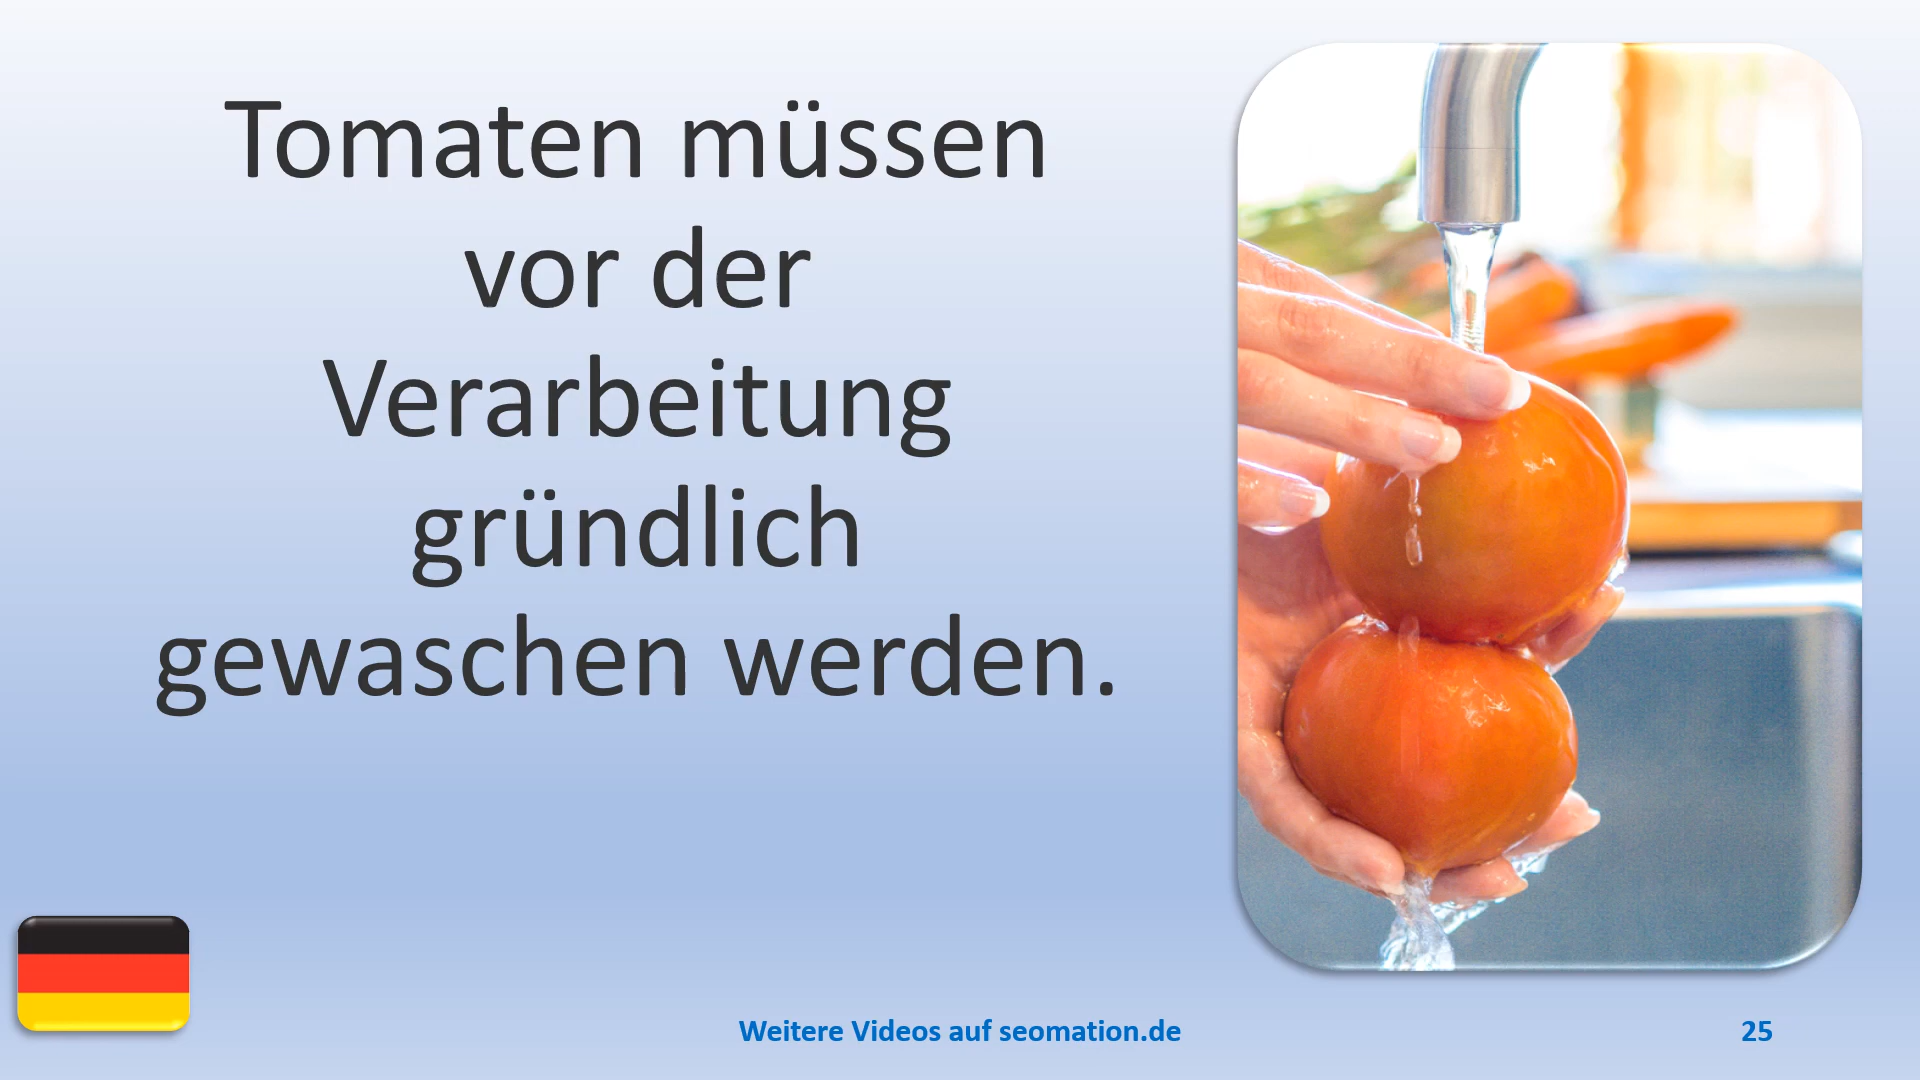 Tomaten müssen
vor der
Verarbeitung
gründlich
gewaschen werden.
Weitere Videos auf seomation.de
25